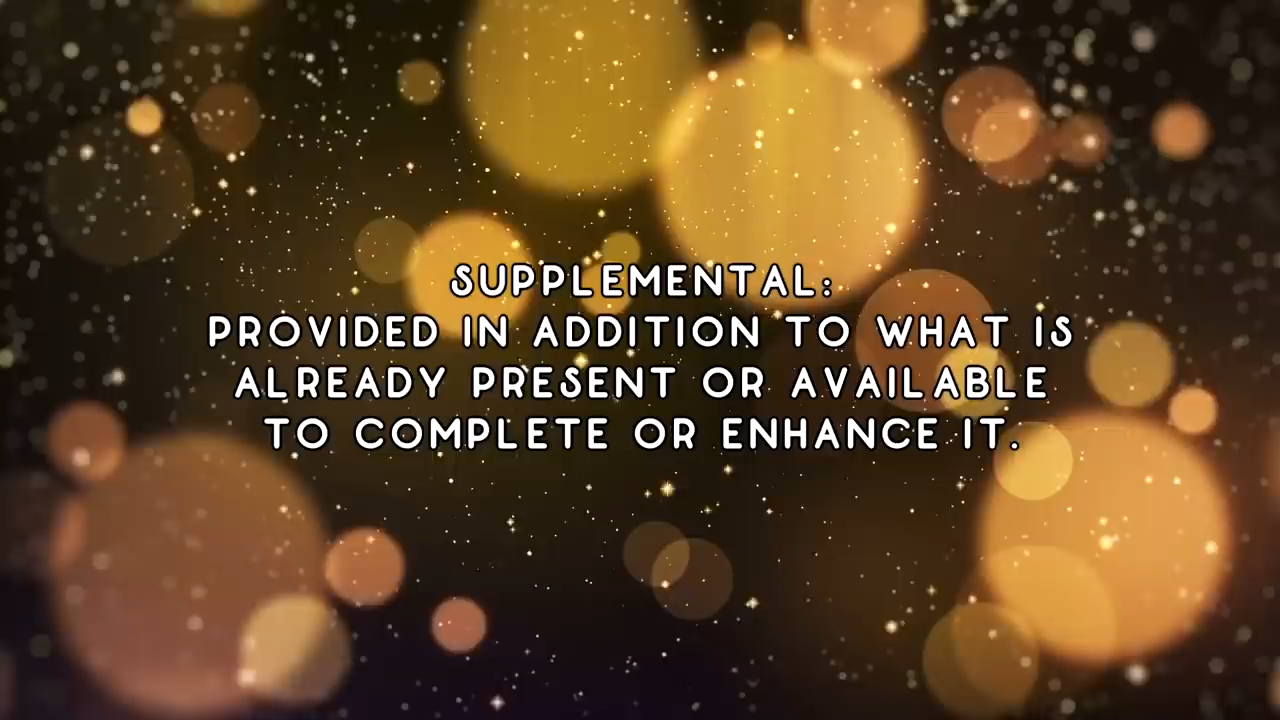 SUPPLEMENTAL:
PROVIDED IN ADDITION TO WHAT IS
ALREADY PRESENT OR AVAILABLE
TO COMPLETE OR ENHANCE IT.